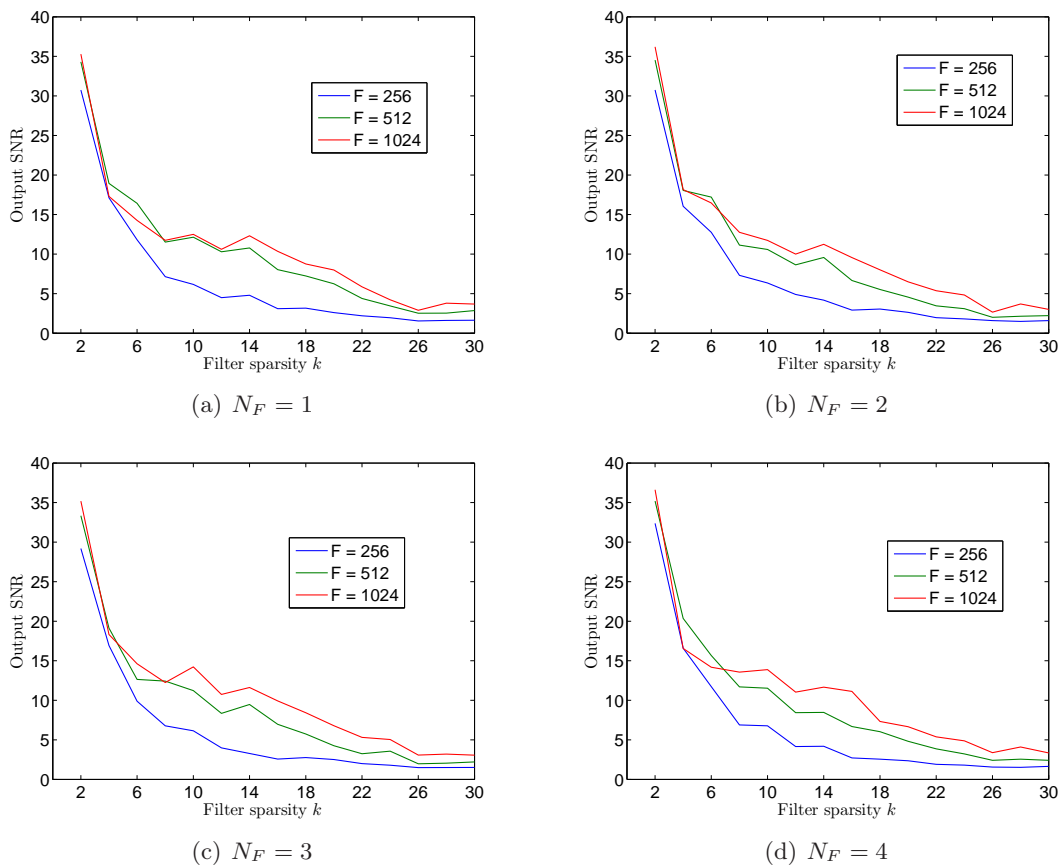 40
35
30
25
20
15
10
5
0
Output SNR
F = 256
F = 512
F = 1024
2 6 10 14 18 22 26 30
Filter sparsity k
(a) N_F = 1
40
35
30
25
20
15
10
5
0
Output SNR
F = 256
F = 512
F = 1024
2 6 10 14 18 22 26 30
Filter sparsity k
(b) N_F = 2
40
35
30
25
20
15
10
5
0
Output SNR
F = 256
F = 512
F = 1024
2 6 10 14 18 22 26 30
Filter sparsity k
(c) N_F = 3
40
35
30
25
20
15
10
5
0
Output SNR
F = 256
F = 512
F = 1024
2 6 10 14 18 22 26 30
Filter sparsity k
(d) N_F = 4